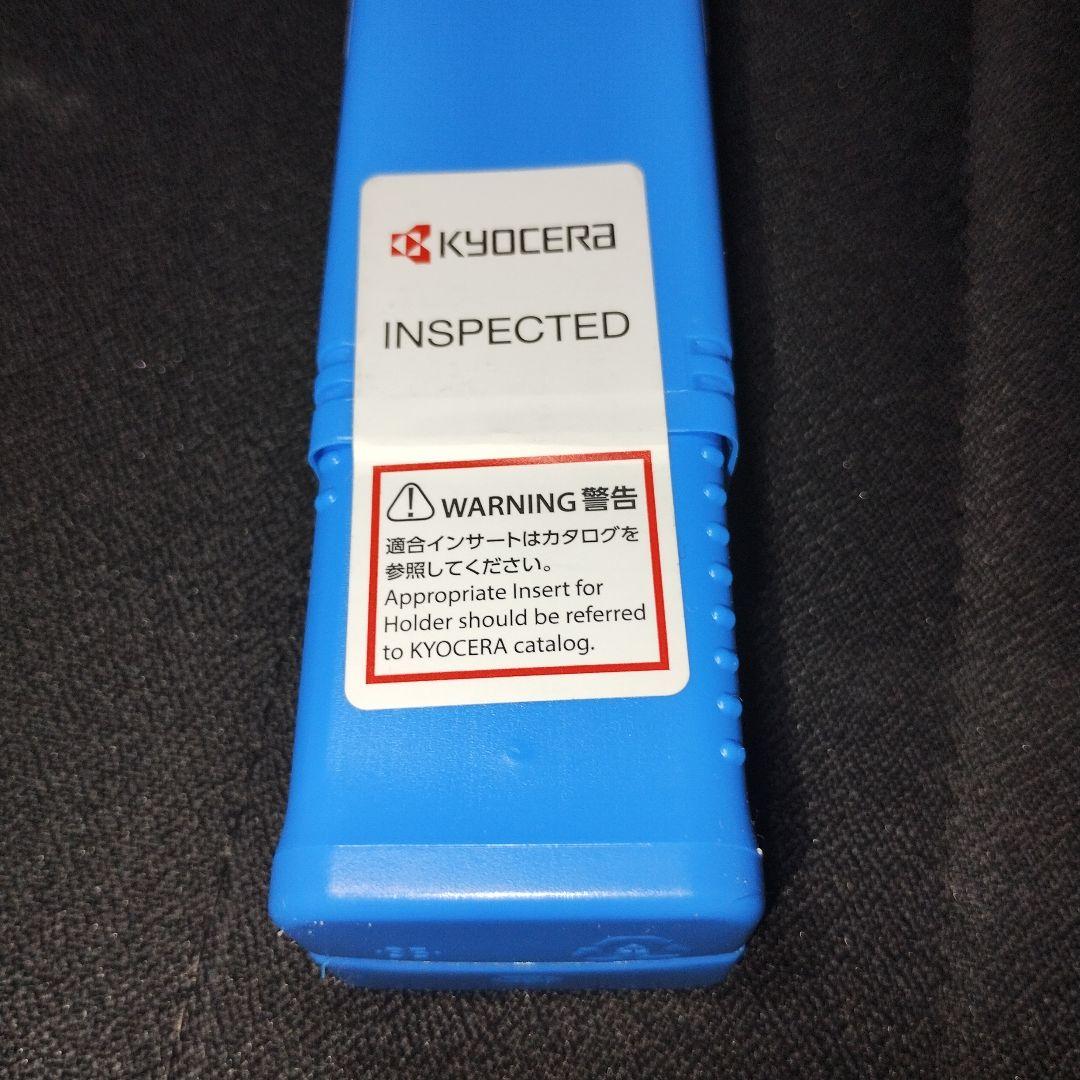 KYOCERA
INSPECTED
WARNING 警告
適合インサートはカタログを
参照してください。
Appropriate Insert for
Holder should be referred
to KYOCERA catalog.